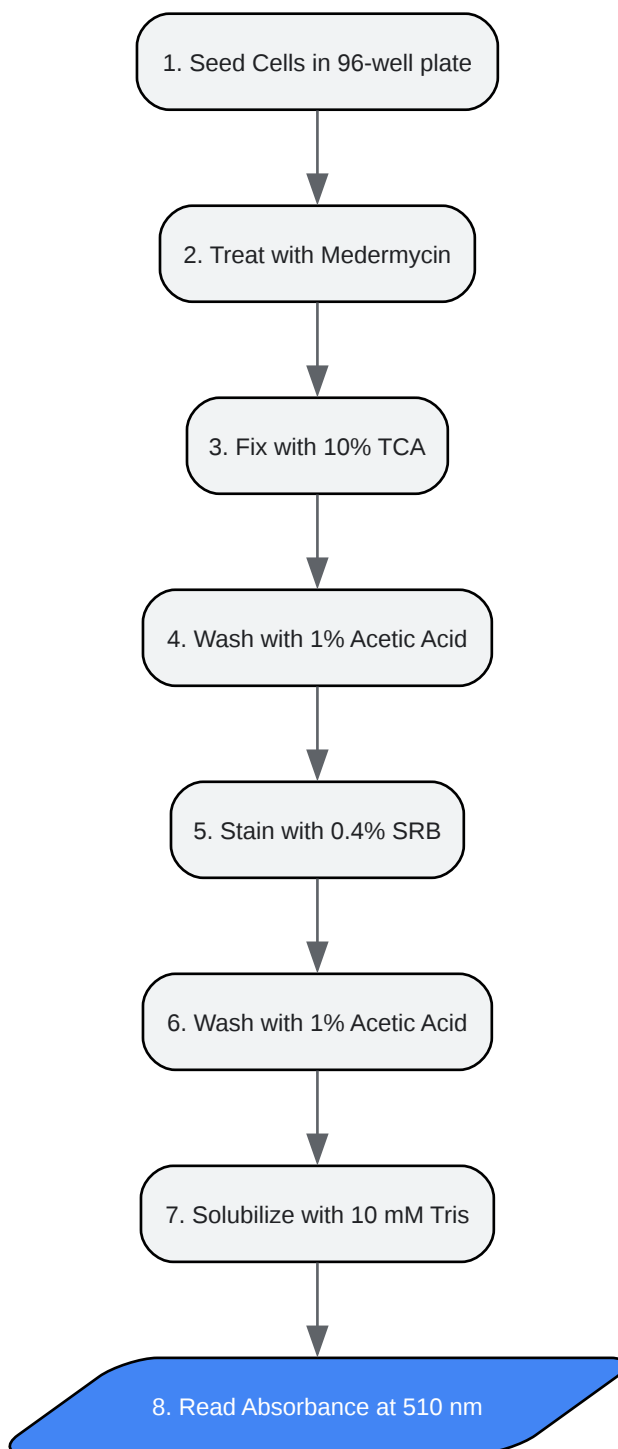 1. Seed Cells in 96-well plate
2. Treat with Medermycin
3. Fix with 10% TCA
4. Wash with 1% Acetic Acid
5. Stain with 0.4% SRB
6. Wash with 1% Acetic Acid
7. Solubilize with 10 mM Tris
8. Read Absorbance at 510 nm